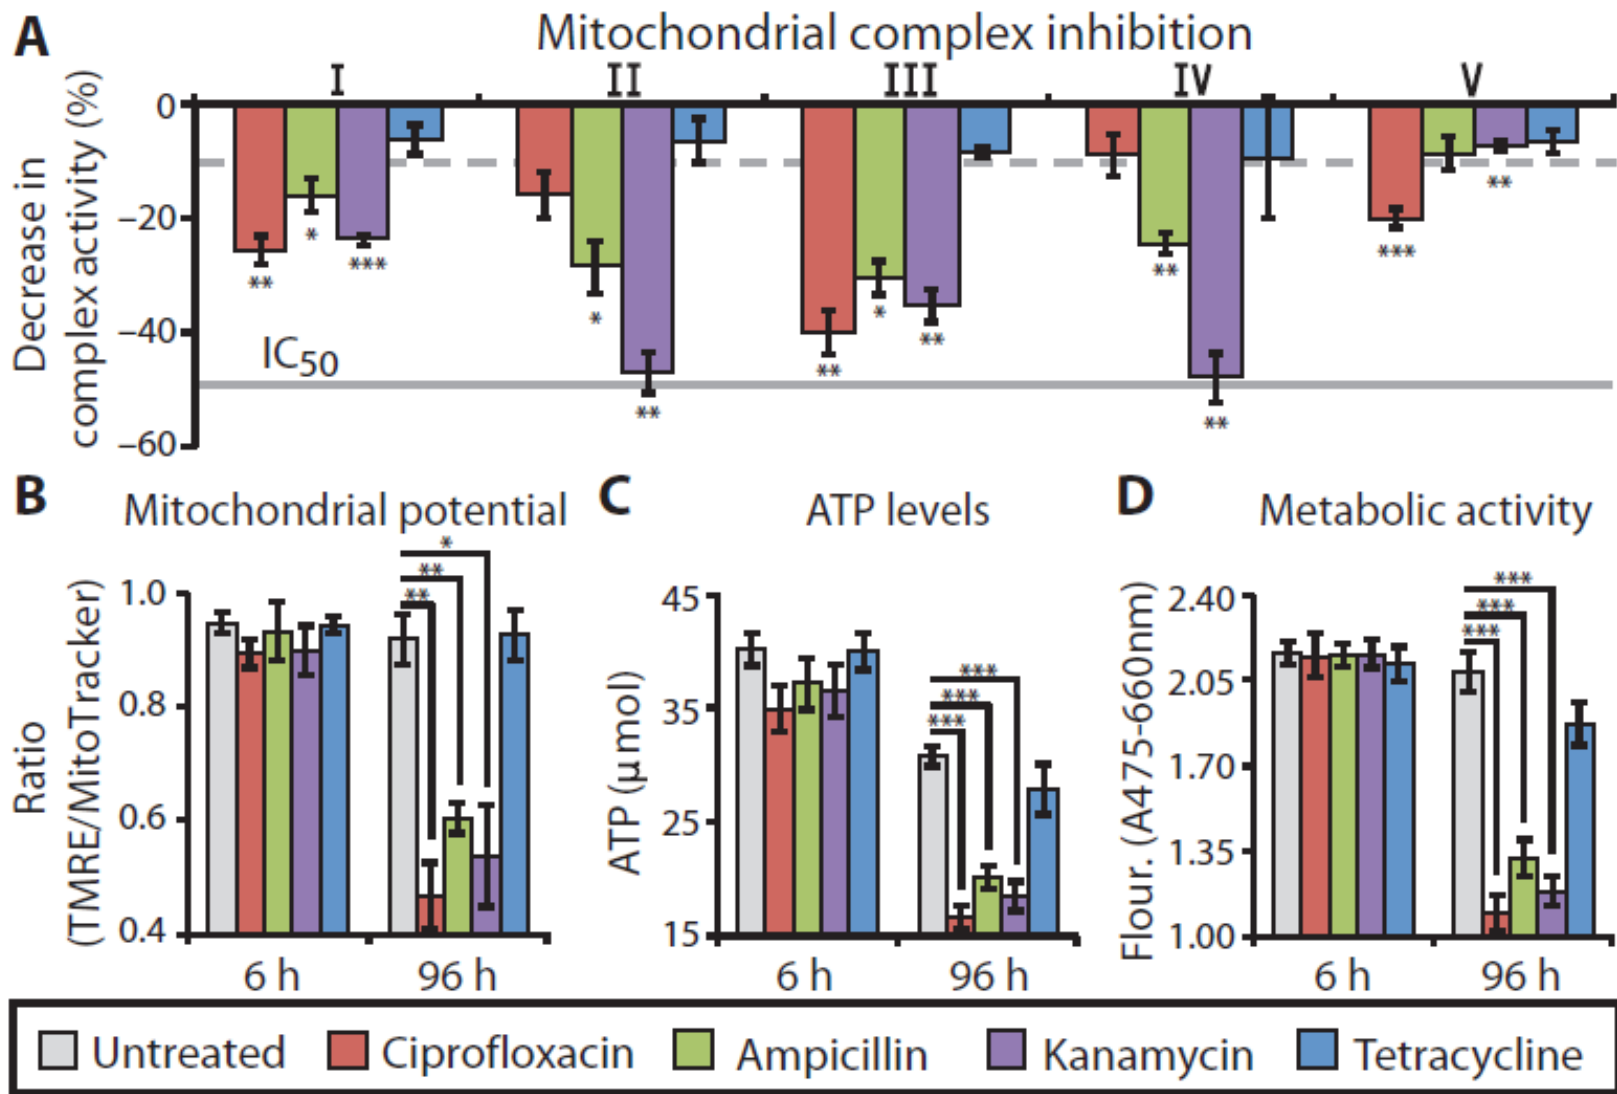 A
Mitochondrial complex inhibition
I II III IV V
Decrease in
complex activity (%)
0
−20
−40
−60
IC50
** * *** * ** ** * ** ** ** *** **
B
Mitochondrial potential
Ratio
(TMRE/MitoTracker)
1.0
0.8
0.6
0.4
*
**
**
6 h 96 h
C
ATP levels
ATP (µ mol)
45
35
25
15
***
***
***
6 h 96 h
D
Metabolic activity
Flour. (A475-660nm)
2.40
2.05
1.70
1.35
1.00
***
***
***
6 h 96 h
Untreated Ciprofloxacin Ampicillin Kanamycin Tetracycline